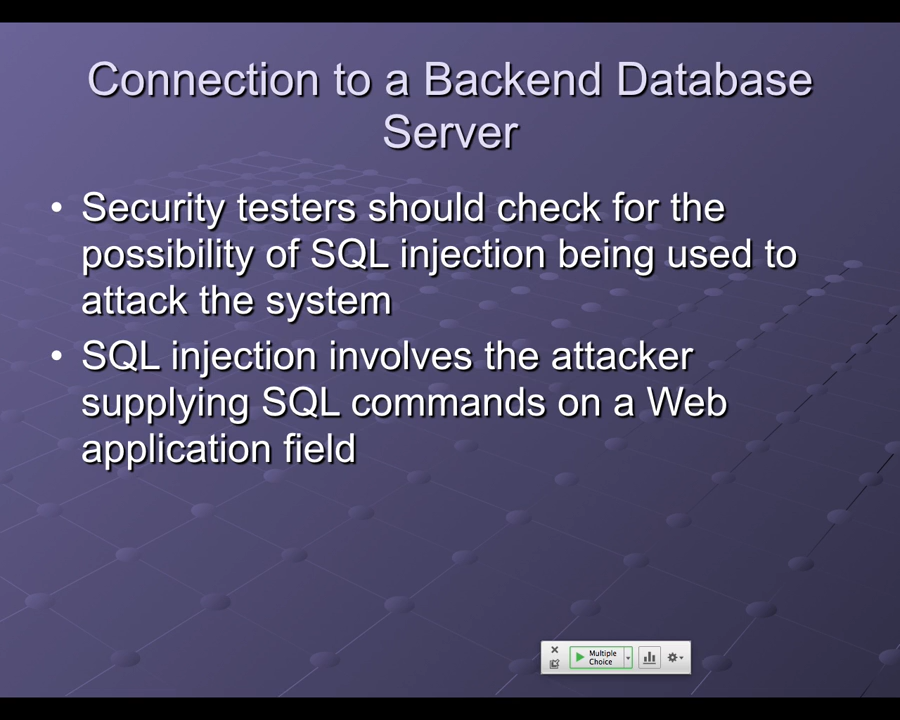 Connection to a Backend Database
Server
• Security testers should check for the
possibility of SQL injection being used to
attack the system
• SQL injection involves the attacker
supplying SQL commands on a Web
application field
Multiple
Choice